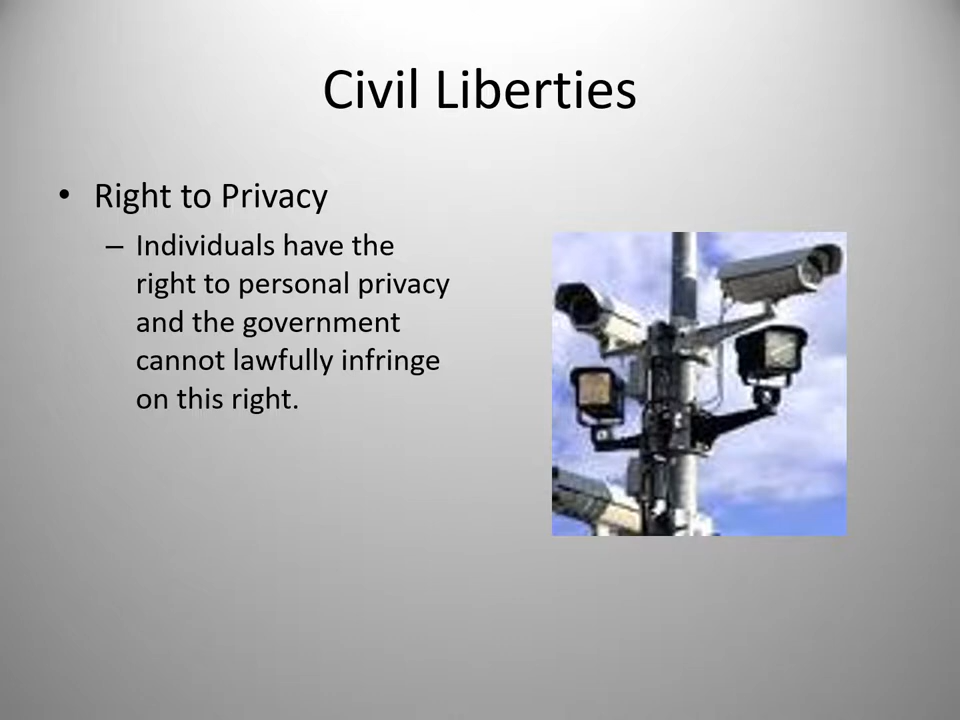 Civil Liberties
• Right to Privacy
– Individuals have the
right to personal privacy
and the government
cannot lawfully infringe
on this right.